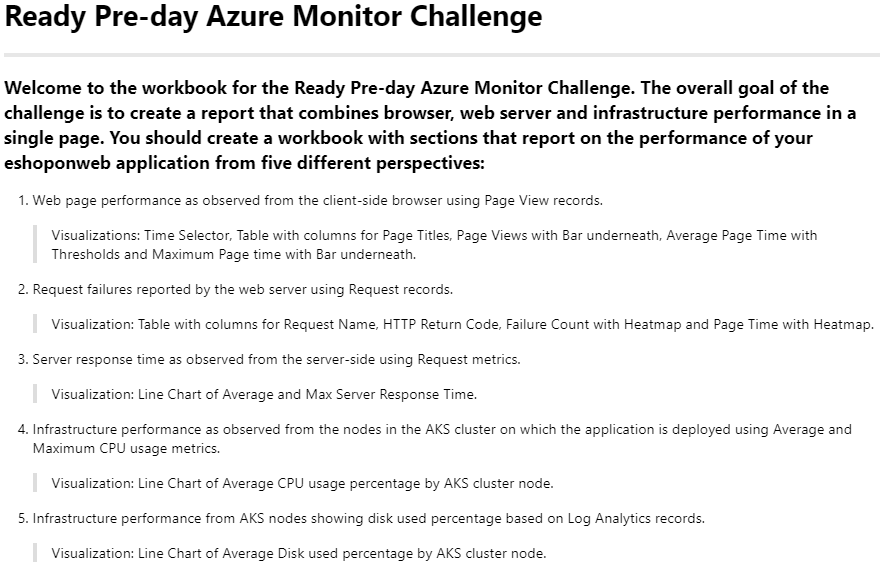 Ready Pre-day Azure Monitor Challenge
Welcome to the workbook for the Ready Pre-day Azure Monitor Challenge. The overall goal of the
challenge is to create a report that combines browser, web server and infrastructure performance in a
single page. You should create a workbook with sections that report on the performance of your
eshoponweb application from five different perspectives:
1. Web page performance as observed from the client-side browser using Page View records.
Visualizations: Time Selector, Table with columns for Page Titles, Page Views with Bar underneath, Average Page Time with
Thresholds and Maximum Page time with Bar underneath.
2. Request failures reported by the web server using Request records.
Visualization: Table with columns for Request Name, HTTP Return Code, Failure Count with Heatmap and Page Time with Heatmap.
3. Server response time as observed from the server-side using Request metrics.
Visualization: Line Chart of Average and Max Server Response Time.
4. Infrastructure performance as observed from the nodes in the AKS cluster on which the application is deployed using Average and
Maximum CPU usage metrics.
Visualization: Line Chart of Average CPU usage percentage by AKS cluster node.
5. Infrastructure performance from AKS nodes showing disk used percentage based on Log Analytics records.
Visualization: Line Chart of Average Disk used percentage by AKS cluster node.